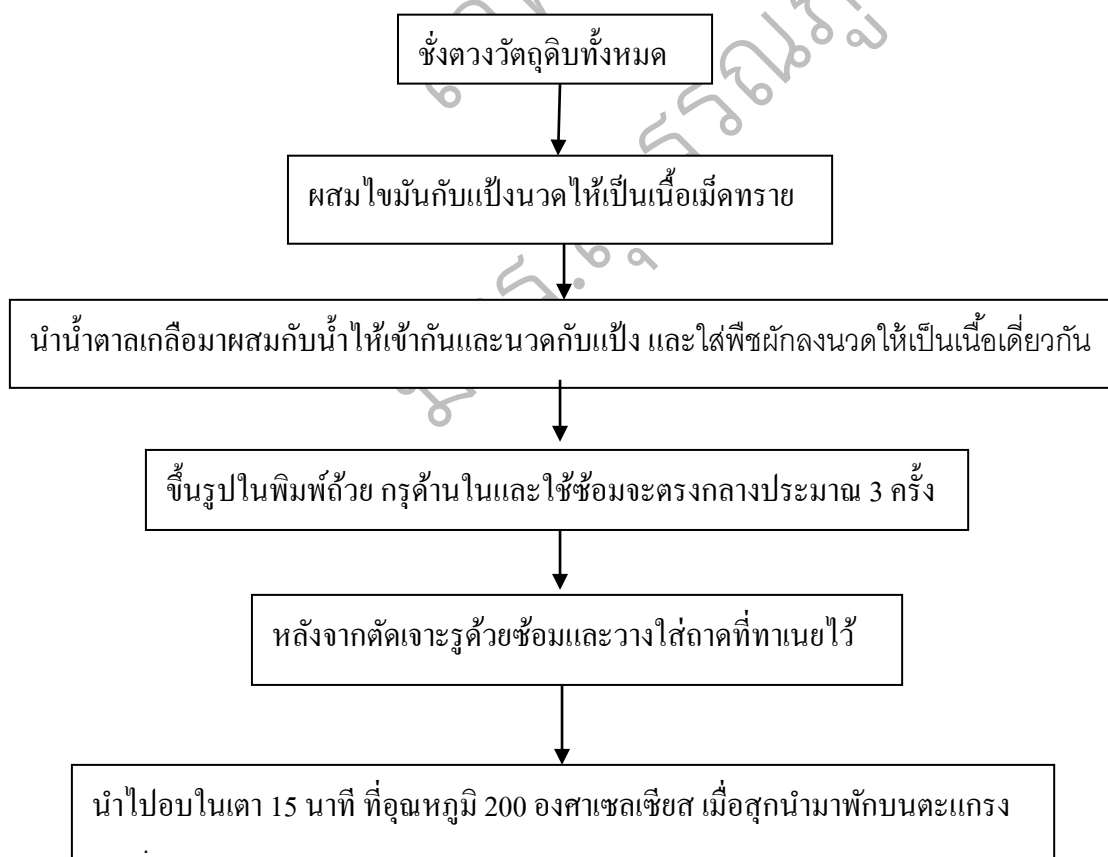 ชั่งตวงวัตถุดิบทั้งหมด
ผสมไขมันกับแป้งนวดให้เป็นเนื้อเม็ดทราย
นำน้ำตาลเกลือมาผสมกับน้ำให้เข้ากันและนวดกับแป้ง และใส่พืชผักลงนวดให้เป็นเนื้อเดี่ยวกัน
ขึ้นรูปในพิมพ์ถ้วย กรุด้านในและใช้ซ้อมจะตรงกลางประมาณ 3 ครั้ง
หลังจากตัดเจาะรูด้วยซ้อมและวางใส่ถาดที่ทาเนยไว้
นำไปอบในเตา 15 นาที ที่อุณหภูมิ 200 องศาเซลเซียส เมื่อสุกนำมาพักบนตะแกรง